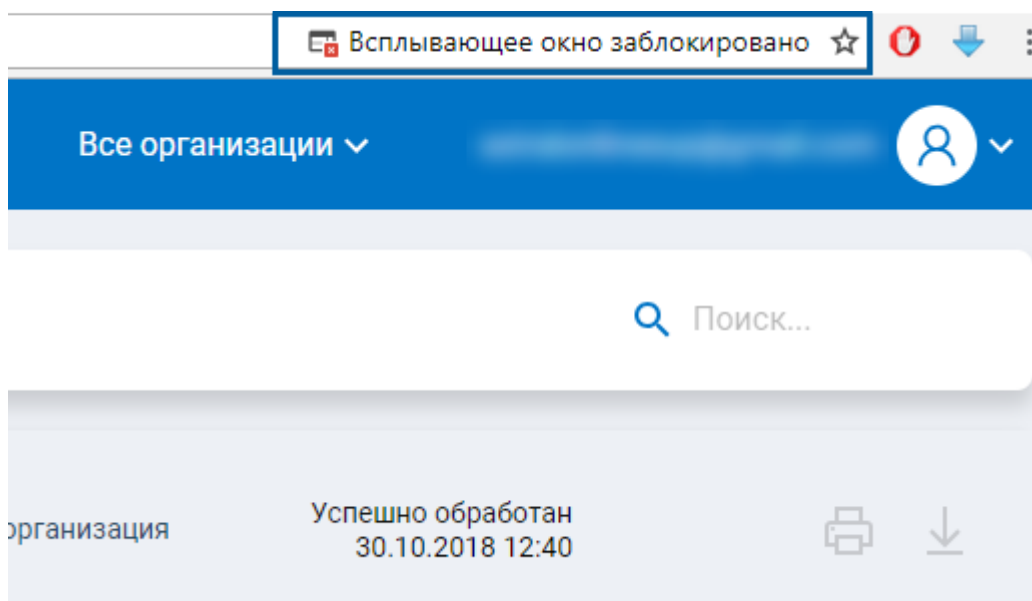 Всплывающее окно заблокировано
Все организации
Поиск...
организация
Успешно обработан
30.10.2018 12:40